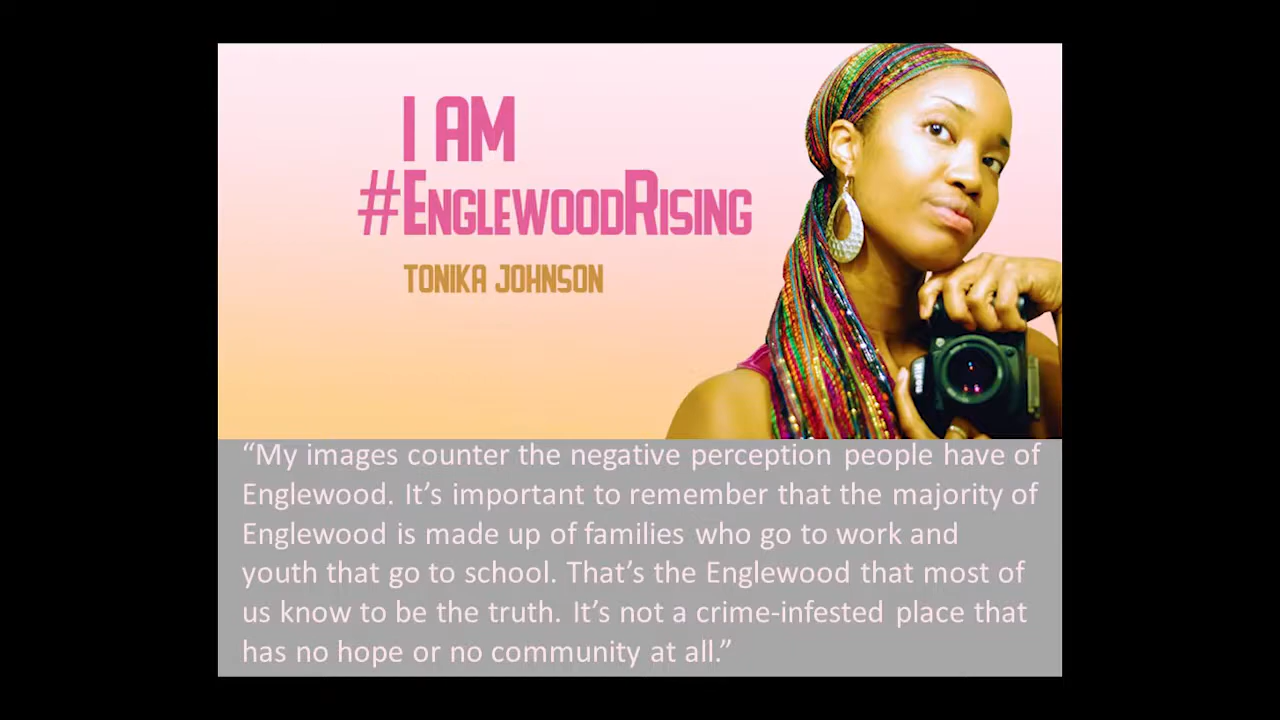 I AM
#ENGLEWOODRISING
TONIKA JOHNSON
“My images counter the negative perception people have of
Englewood. It’s important to remember that the majority of
Englewood is made up of families who go to work and
youth that go to school. That’s the Englewood that most of
us know to be the truth. It’s not a crime-infested place that
has no hope or no community at all.”